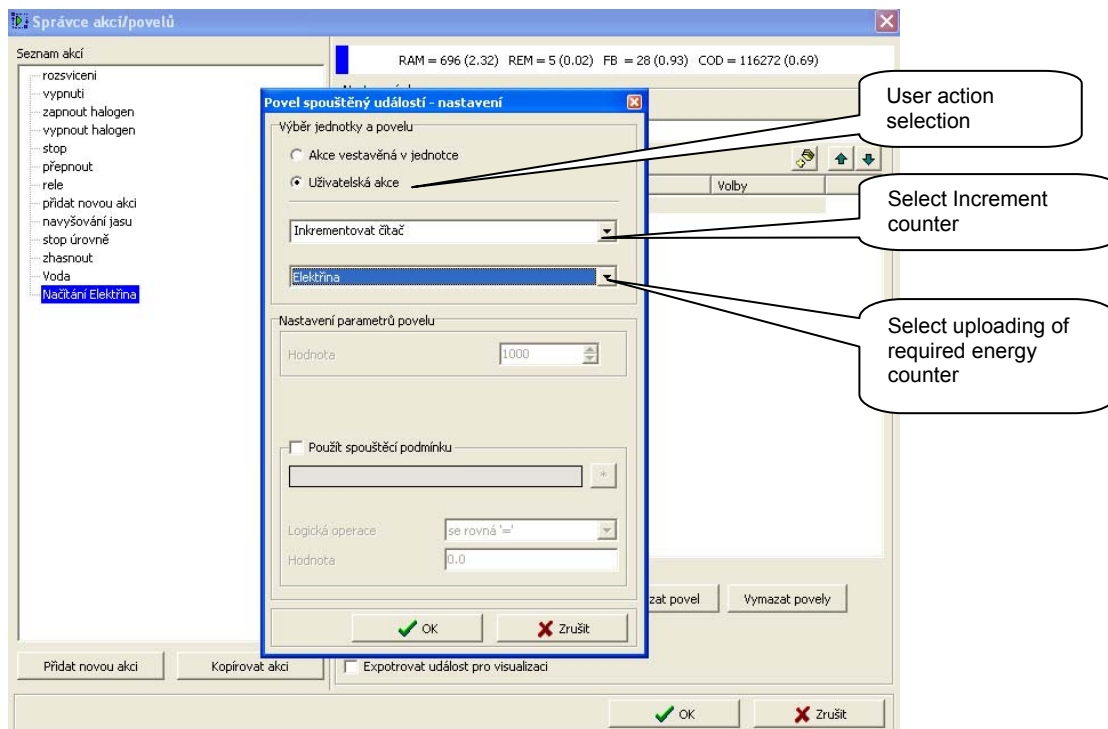 Správce akcí/povelů
Seznam akcí
rozsviceni
vypnuti
zapnout halogen
vypnout halogen
stop
přepnout
rele
přidat novou akci
navyšování jasu
stop úrovně
zhasnout
Voda
Načítání Elektřina
Přidat novou akci
Kopírovat akci
RAM = 696 (2.32) REM = 5 (0.02) FB = 28 (0.93) COD = 116272 (0.69)
Volby
Povel spouštěný událostí - nastavení
Výběr jednotky a povelu
Akce vestavěná v jednotce
Uživatelská akce
Inkrementovat čítač
Elektřina
Nastavení parametrů povelu
Hodnota 1000
Použít spouštěcí podmínku
*
Logická operace se rovná '='
Hodnota 0.0
OK Zrušit
zat povel Vymazat povely
Expotrovat událost pro visualizaci
OK Zrušit
User action
selection
Select Increment
counter
Select uploading of
required energy
counter